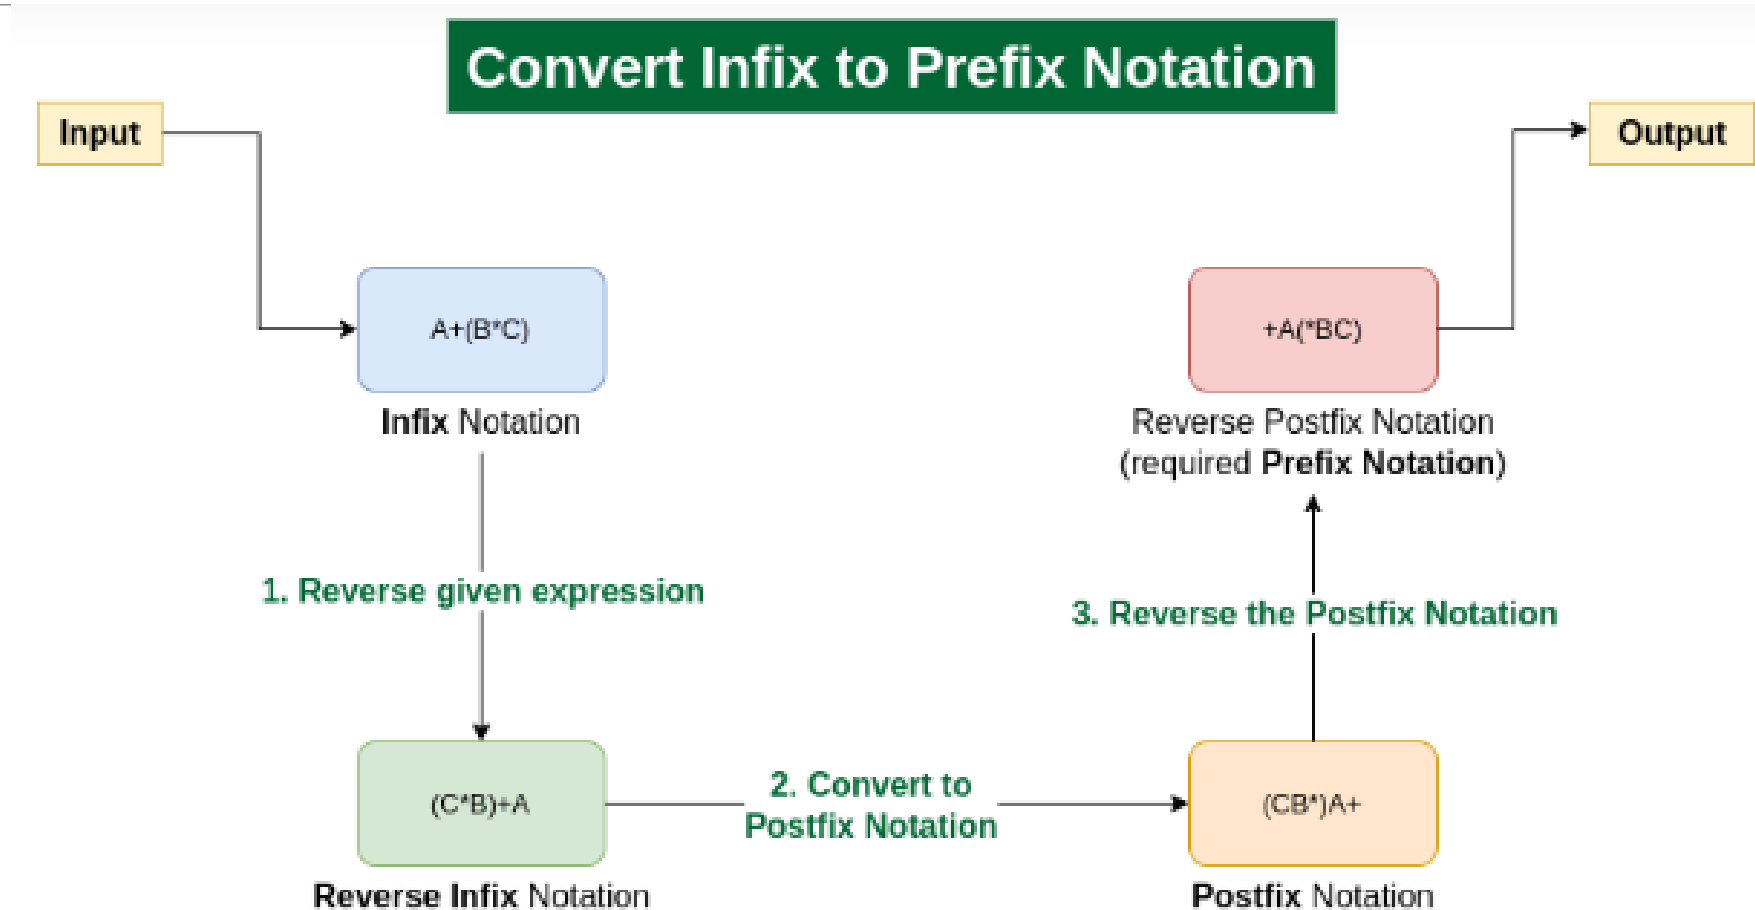 Convert Infix to Prefix Notation
Input
Output
A+(B*C)
Infix Notation
+A(*BC)
Reverse Postfix Notation
(required Prefix Notation)
1. Reverse given expression
3. Reverse the Postfix Notation
(C*B)+A
Reverse Infix Notation
2. Convert to
Postfix Notation
(CB*)A+
Postfix Notation